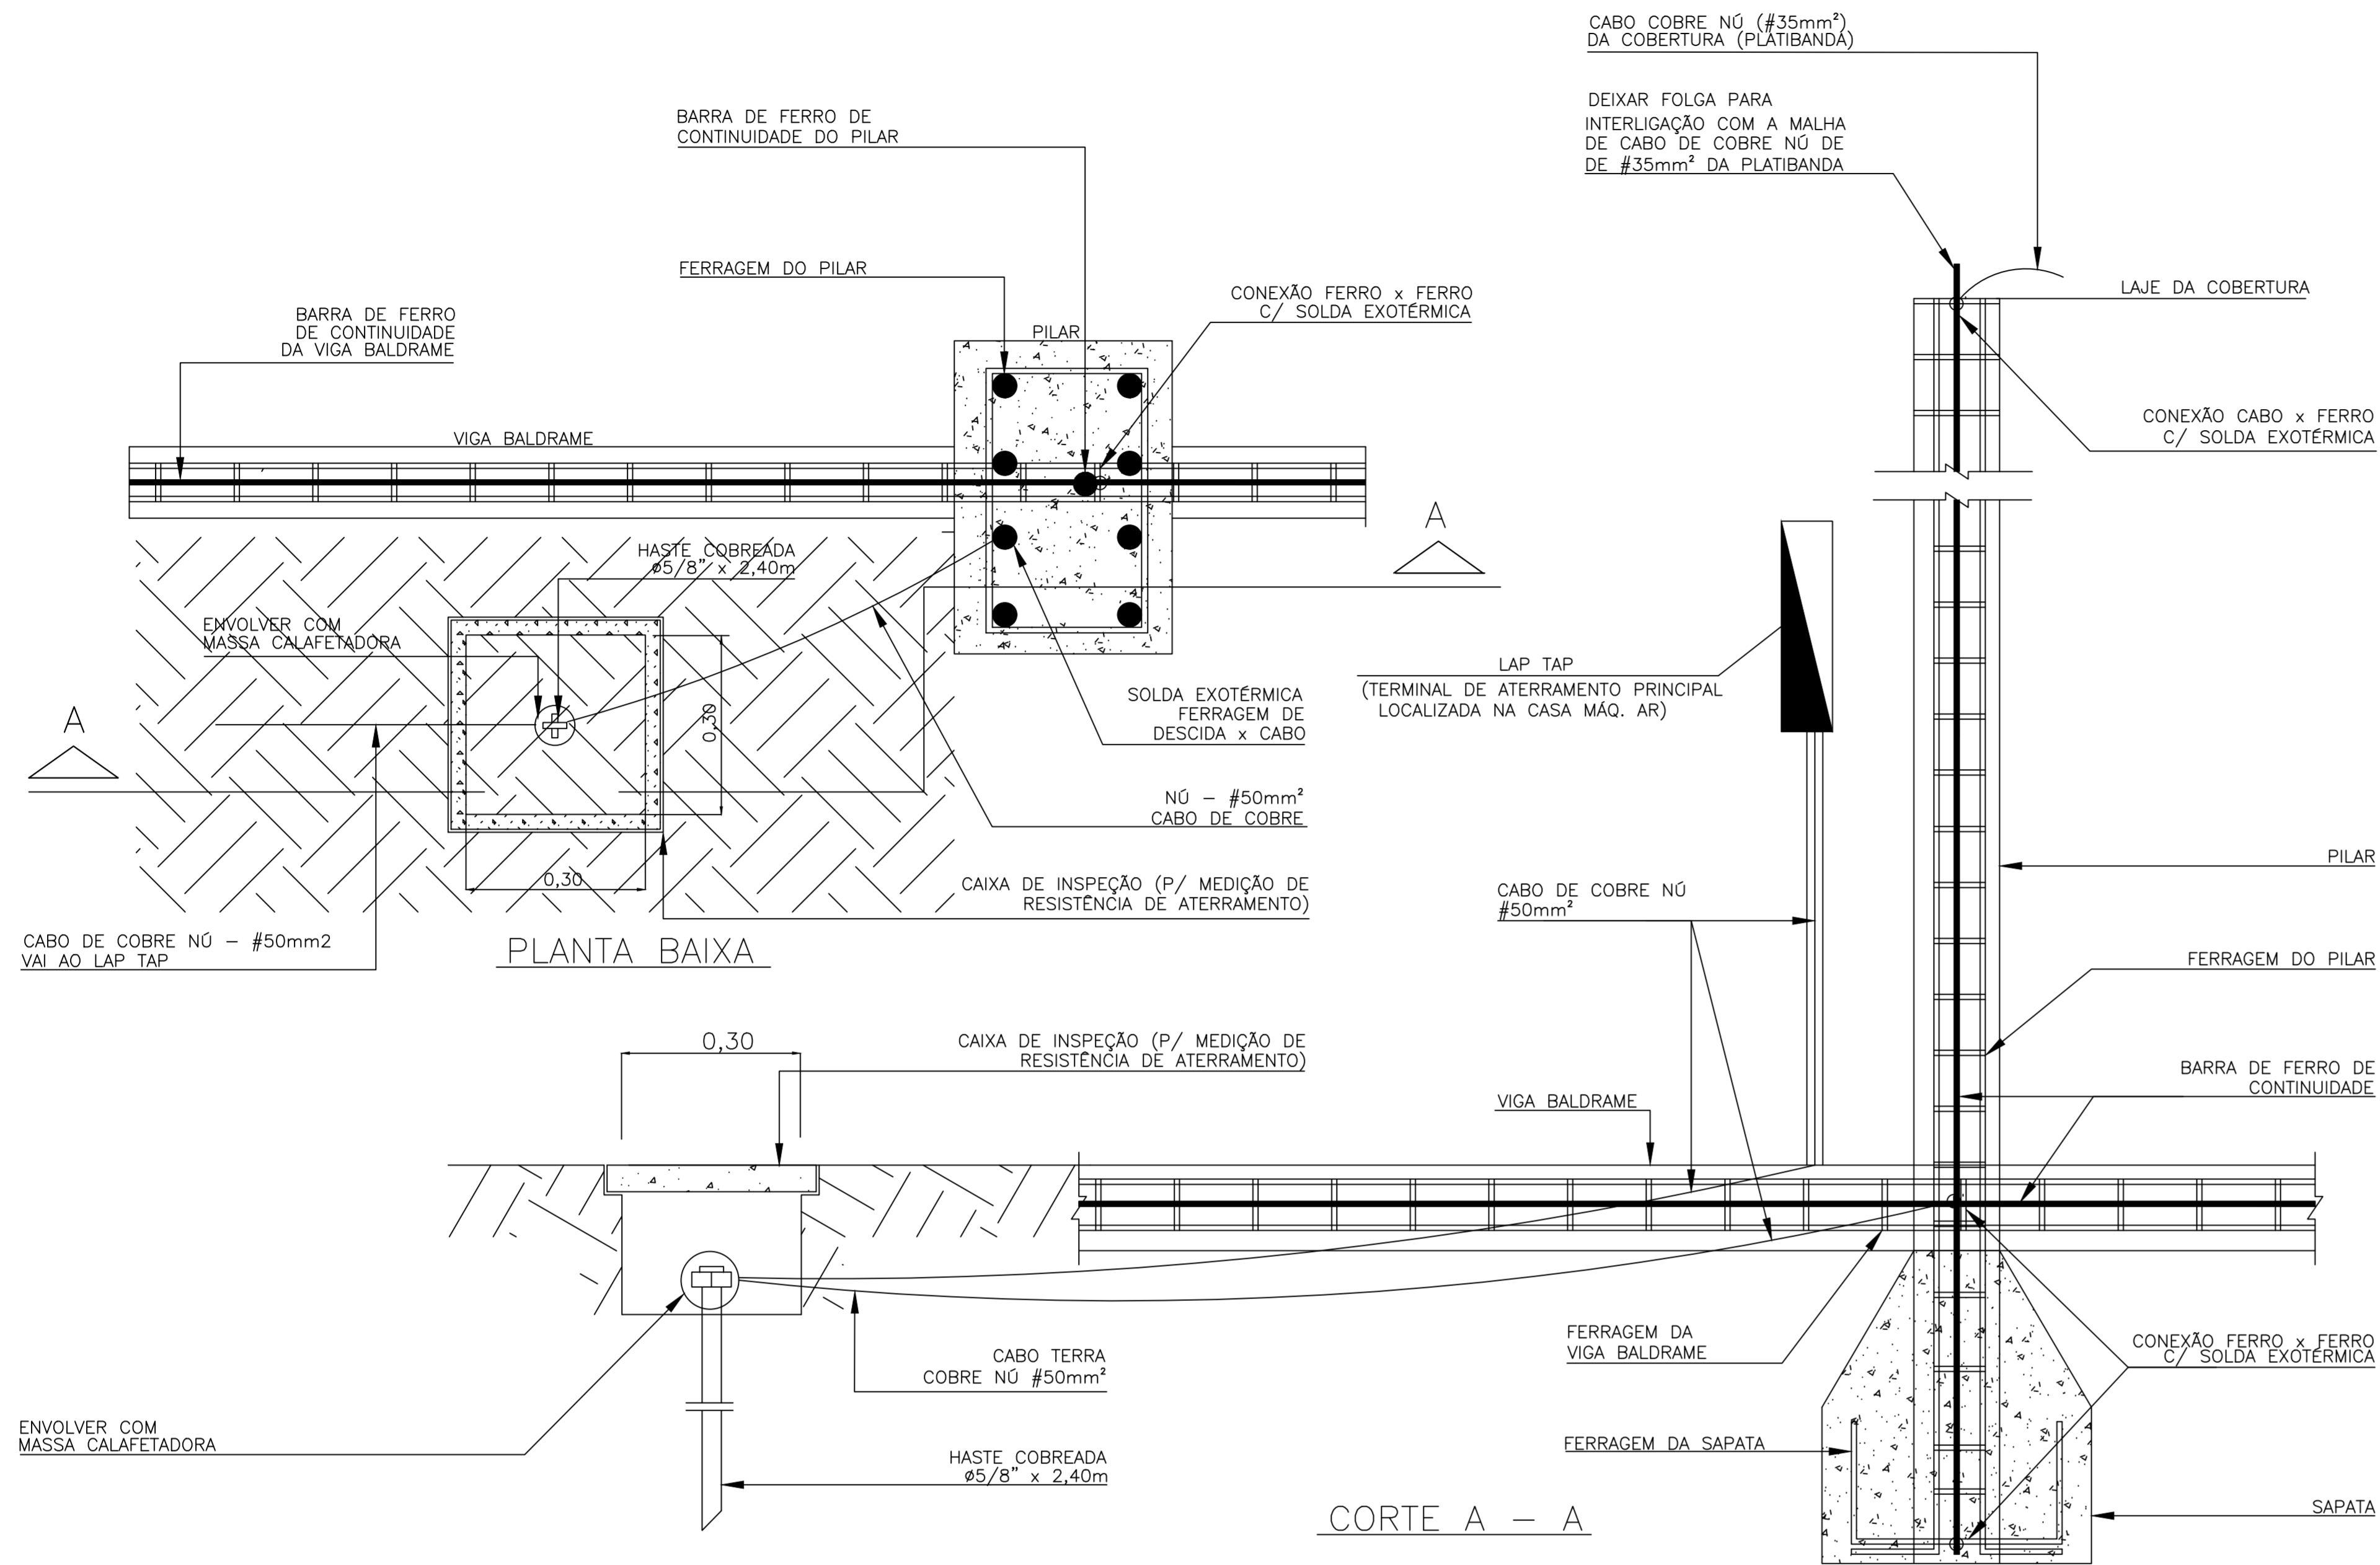 CABO COBRE NÚ (#35mm²)
DA COBERTURA (PLATIBANDA)
DEIXAR FOLGA PARA
INTERLIGAÇÃO COM A MALHA
DE CABO DE COBRE NÚ DE
DE #35mm² DA PLATIBANDA
BARRA DE FERRO DE
CONTINUIDADE DO PILAR
FERRAGEM DO PILAR
CONEXÃO FERRO x FERRO
C/ SOLDA EXOTÉRMICA
BARRA DE FERRO
DE CONTINUIDADE
DA VIGA BALDRAME
PILAR
VIGA BALDRAME
LAJE DA COBERTURA
CONEXÃO CABO x FERRO
C/ SOLDA EXOTÉRMICA
A
HASTE COBREADA
ø5/8" x 2,40m
ENVOLVER COM
MASSA CALAFETADORA
A
0,30
0,30
SOLDA EXOTÉRMICA
FERRAGEM DE
DESCIDA x CABO
LAP TAP
(TERMINAL DE ATERRAMENTO PRINCIPAL
LOCALIZADA NA CASA MÁQ. AR)
NÚ - #50mm²
CABO DE COBRE
CAIXA DE INSPEÇÃO (P/ MEDIÇÃO DE
RESISTÊNCIA DE ATERRAMENTO)
CABO DE COBRE NÚ - #50mm2
VAI AO LAP TAP
PLANTA BAIXA
CABO DE COBRE NÚ
#50mm²
PILAR
FERRAGEM DO PILAR
BARRA DE FERRO DE
CONTINUIDADE
0,30
CAIXA DE INSPEÇÃO (P/ MEDIÇÃO DE
RESISTÊNCIA DE ATERRAMENTO)
VIGA BALDRAME
CABO TERRA
COBRE NÚ #50mm²
FERRAGEM DA
VIGA BALDRAME
CONEXÃO FERRO x FERRO
C/ SOLDA EXOTÉRMICA
ENVOLVER COM
MASSA CALAFETADORA
HASTE COBREADA
ø5/8" x 2,40m
FERRAGEM DA SAPATA
SAPATA
CORTE A - A